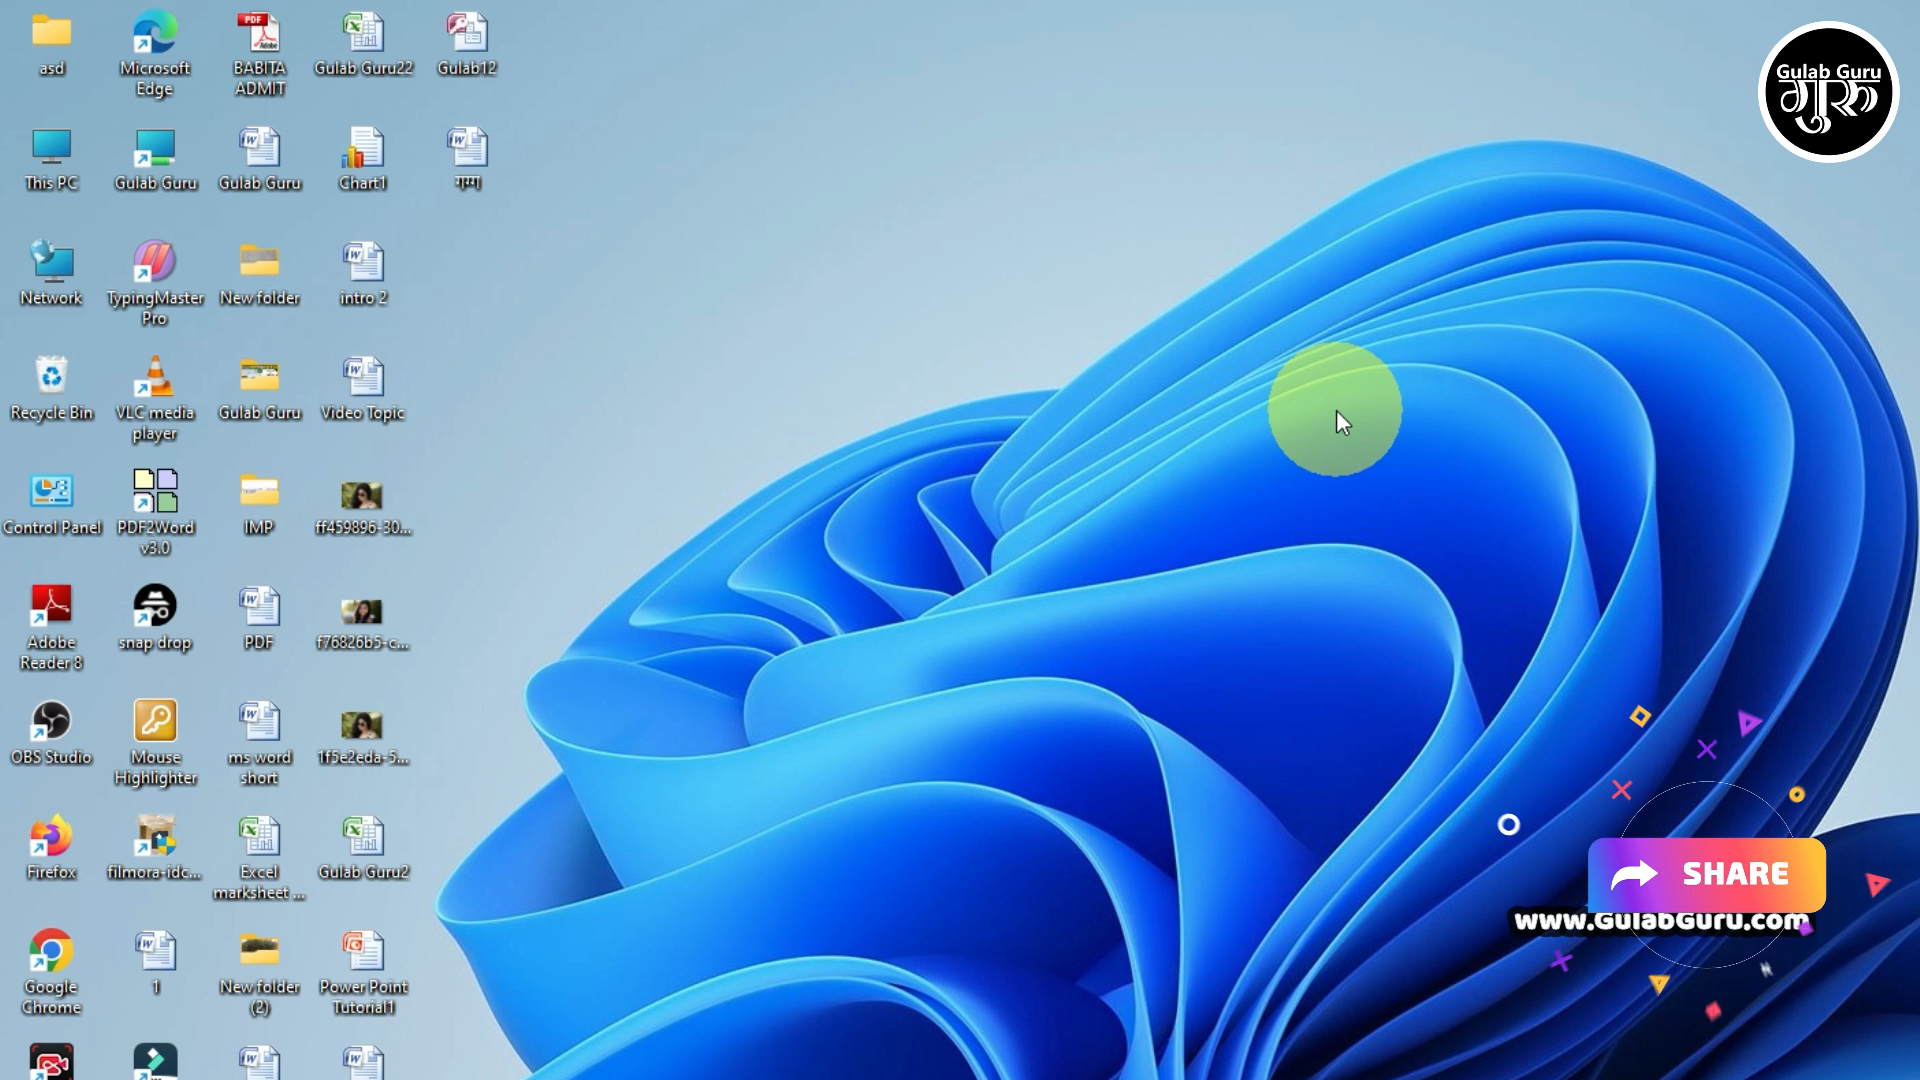 asd
Microsoft
Edge
PDF
Adobe
BABITA
ADMIT
Gulab Guru22
Gulab12
This PC
Gulab Guru
Gulab Guru
Chart1
गग्ग
Network
TypingMaster
Pro
New folder
intro 2
Recycle Bin
VLC media
player
Gulab Guru
Video Topic
Control Panel
PDF2Word
v3.0
IMP
ff459896-30...
Adobe
Reader 8
snap drop
PDF
f76826b5-c...
OBS Studio
Mouse
Highlighter
ms word
short
1f5e2eda-5...
Firefox
filmora-idc...
Excel
marksheet ...
Gulab Guru2
Google
Chrome
1
New folder
(2)
Power Point
Tutorial1
Gulab Guru
गुरू
SHARE
www.GulabGuru.com